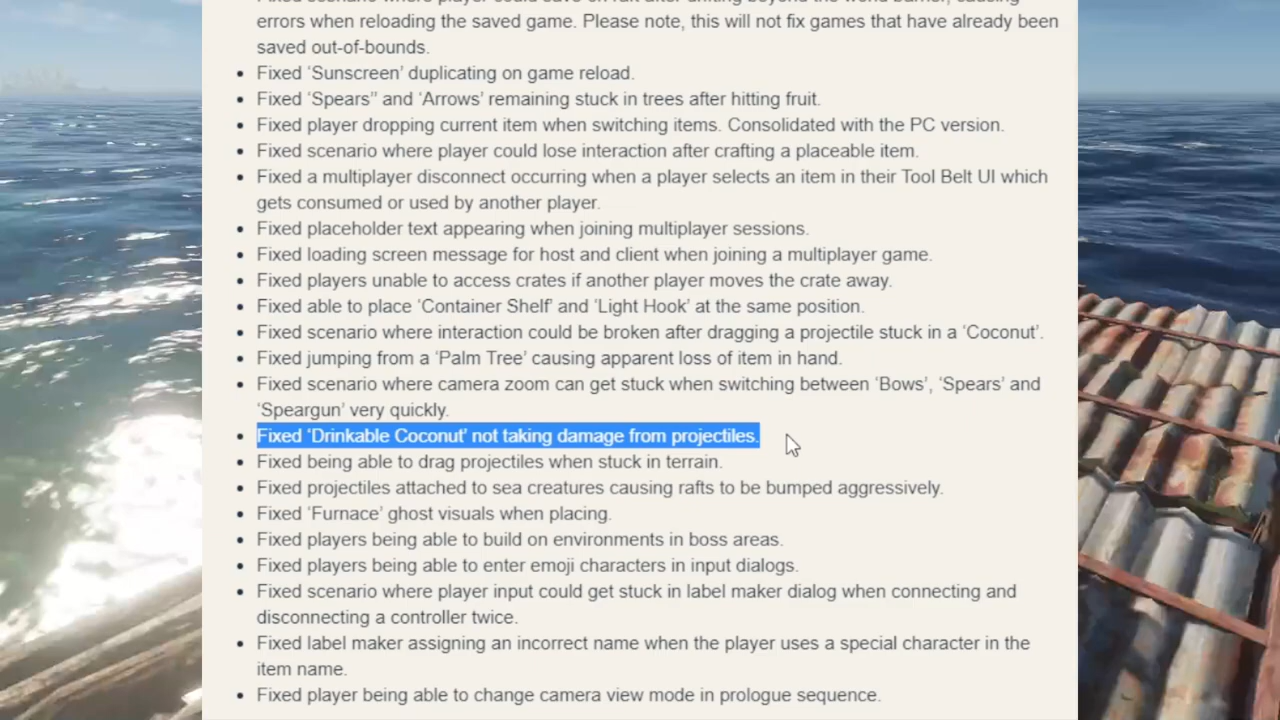 errors when reloading the saved game. Please note, this will not fix games that have already been
saved out-of-bounds.
Fixed ‘Sunscreen’ duplicating on game reload.
Fixed ‘Spears’’ and ‘Arrows’ remaining stuck in trees after hitting fruit.
Fixed player dropping current item when switching items. Consolidated with the PC version.
Fixed scenario where player could lose interaction after crafting a placeable item.
Fixed a multiplayer disconnect occurring when a player selects an item in their Tool Belt UI which
gets consumed or used by another player.
Fixed placeholder text appearing when joining multiplayer sessions.
Fixed loading screen message for host and client when joining a multiplayer game.
Fixed players unable to access crates if another player moves the crate away.
Fixed able to place ‘Container Shelf’ and ‘Light Hook’ at the same position.
Fixed scenario where interaction could be broken after dragging a projectile stuck in a ‘Coconut’.
Fixed jumping from a ‘Palm Tree’ causing apparent loss of item in hand.
Fixed scenario where camera zoom can get stuck when switching between ‘Bows’, ‘Spears’ and
‘Speargun’ very quickly.
Fixed ‘Drinkable Coconut’ not taking damage from projectiles.
Fixed being able to drag projectiles when stuck in terrain.
Fixed projectiles attached to sea creatures causing rafts to be bumped aggressively.
Fixed ‘Furnace’ ghost visuals when placing.
Fixed players being able to build on environments in boss areas.
Fixed players being able to enter emoji characters in input dialogs.
Fixed scenario where player input could get stuck in label maker dialog when connecting and
disconnecting a controller twice.
Fixed label maker assigning an incorrect name when the player uses a special character in the
item name.
Fixed player being able to change camera view mode in prologue sequence.